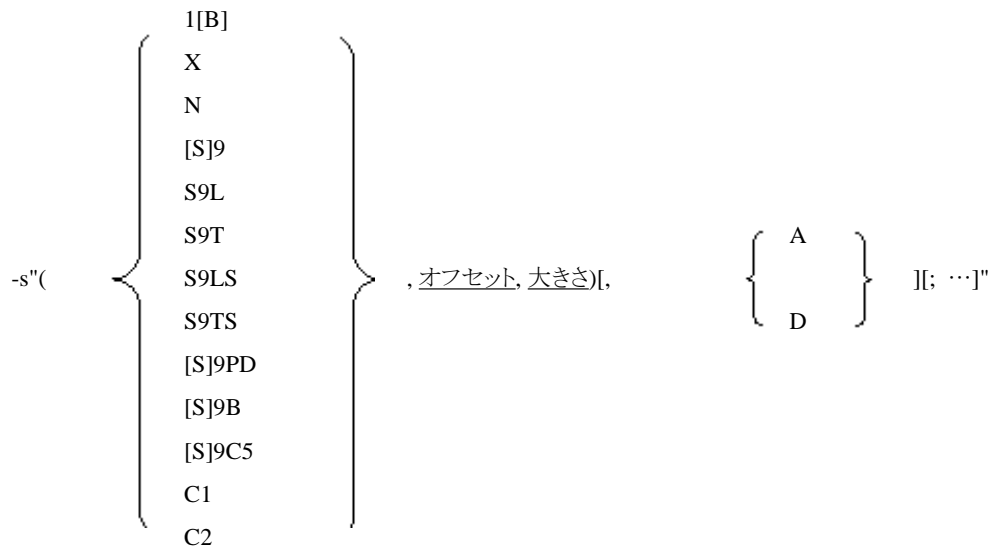 1[B]
X
N
[S]9
S9L
S9T
A
-s"( S9LS , オフセット, 大きさ)[, ][; …]"
S9TS
D
[S]9PD
[S]9B
[S]9C5
C1
C2